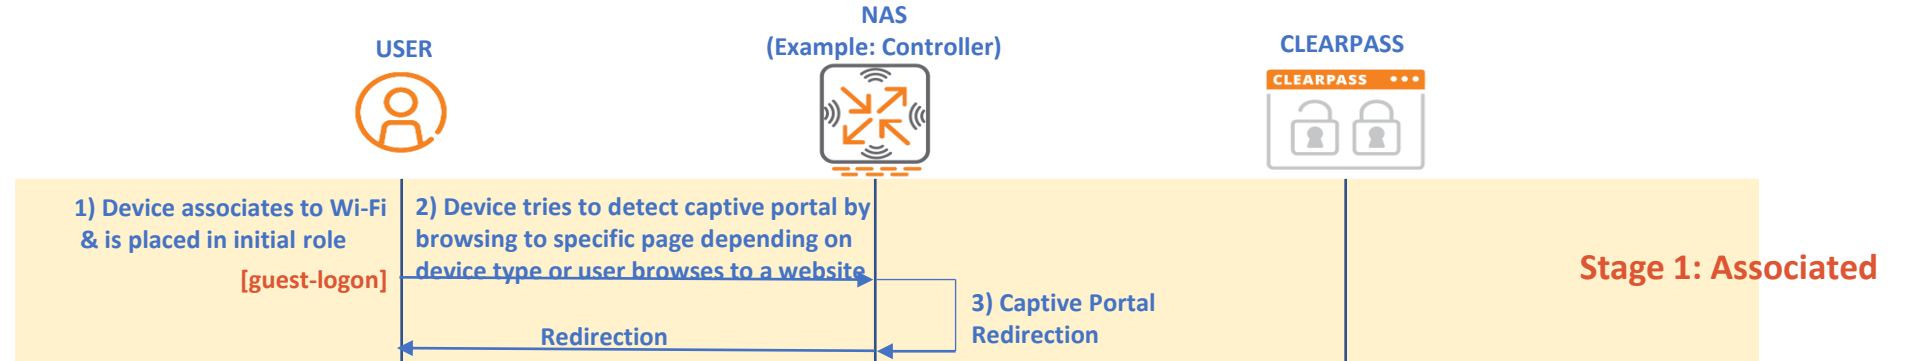 NAS
(Example: Controller)
USER
CLEARPASS
CLEARPASS
1) Device associates to Wi-Fi
& is placed in initial role
[guest-logon]
2) Device tries to detect captive portal by
browsing to specific page depending on
device type or user browses to a website
3) Captive Portal
Redirection
Redirection
Stage 1: Associated